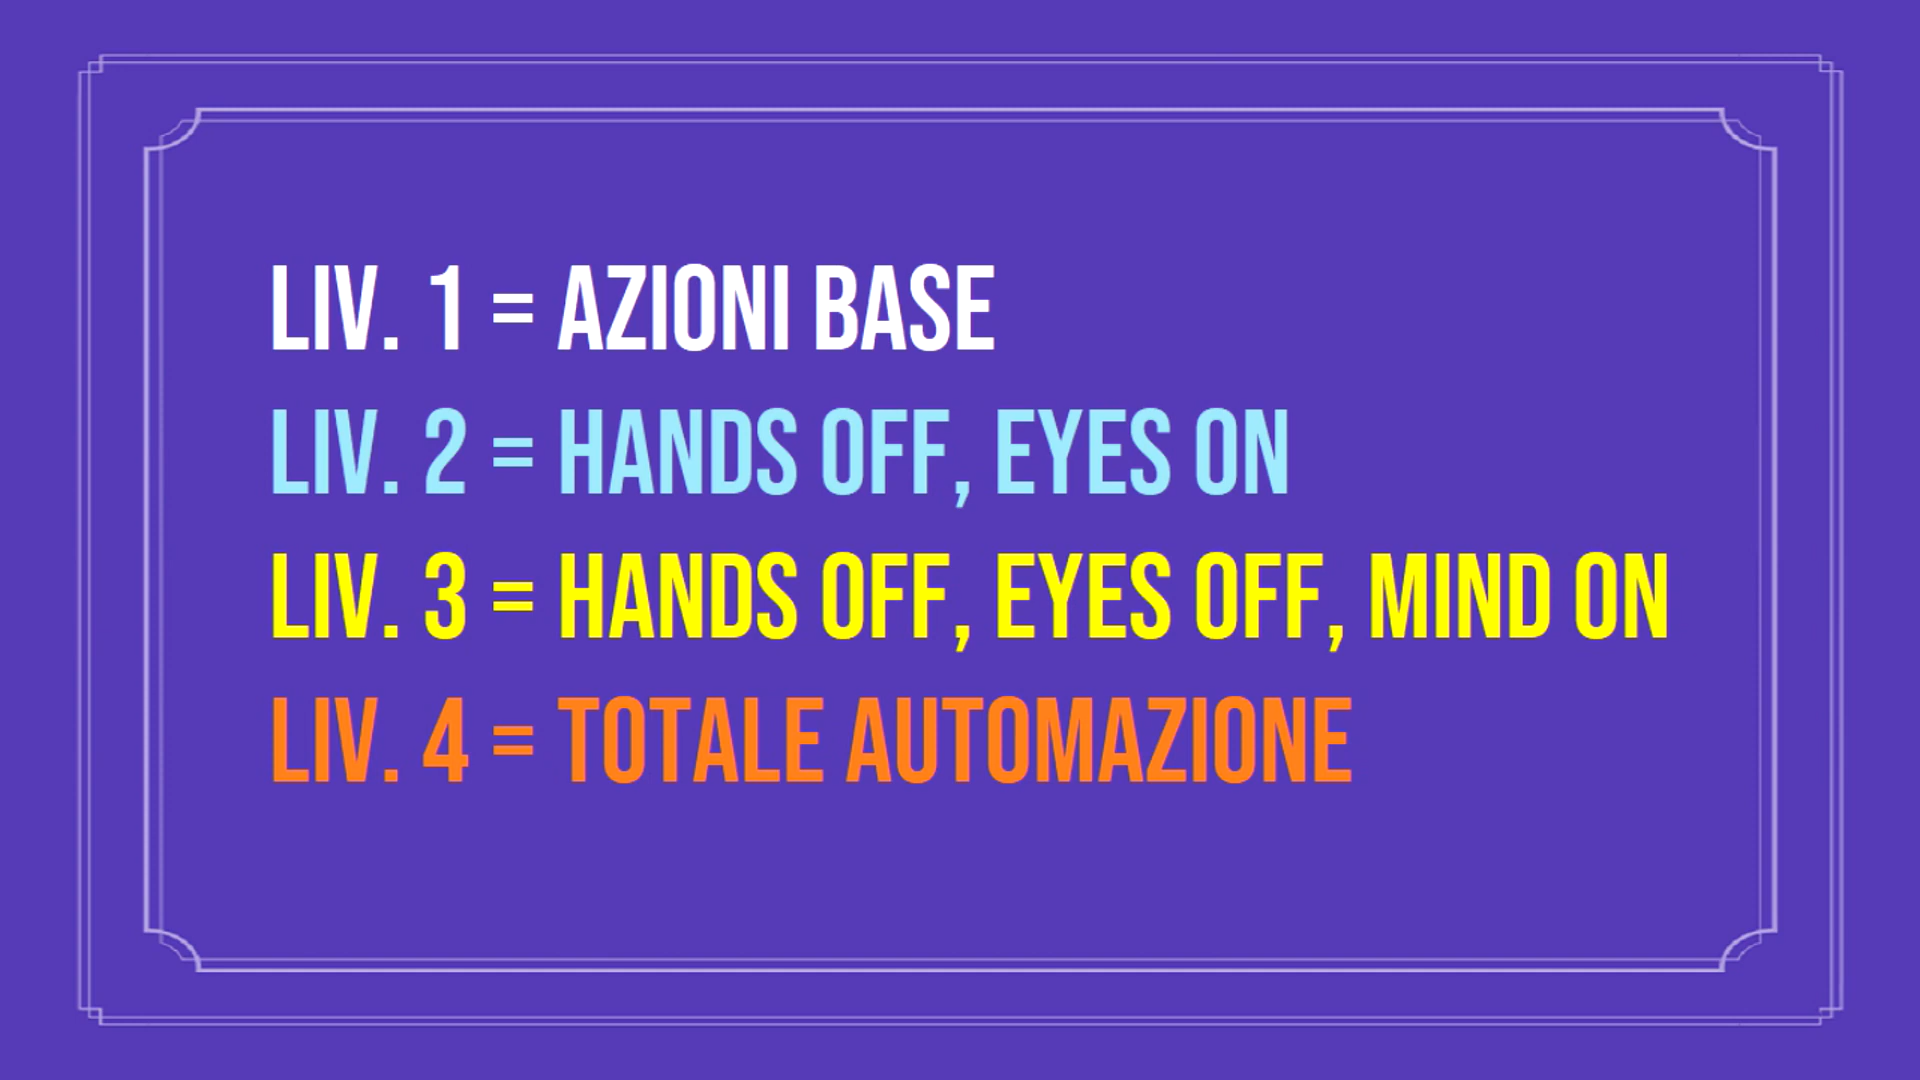 LIV. 1 = AZIONI BASE
LIV. 2 = HANDS OFF, EYES ON
LIV. 3 = HANDS OFF, EYES OFF, MIND ON
LIV. 4 = TOTALE AUTOMAZIONE